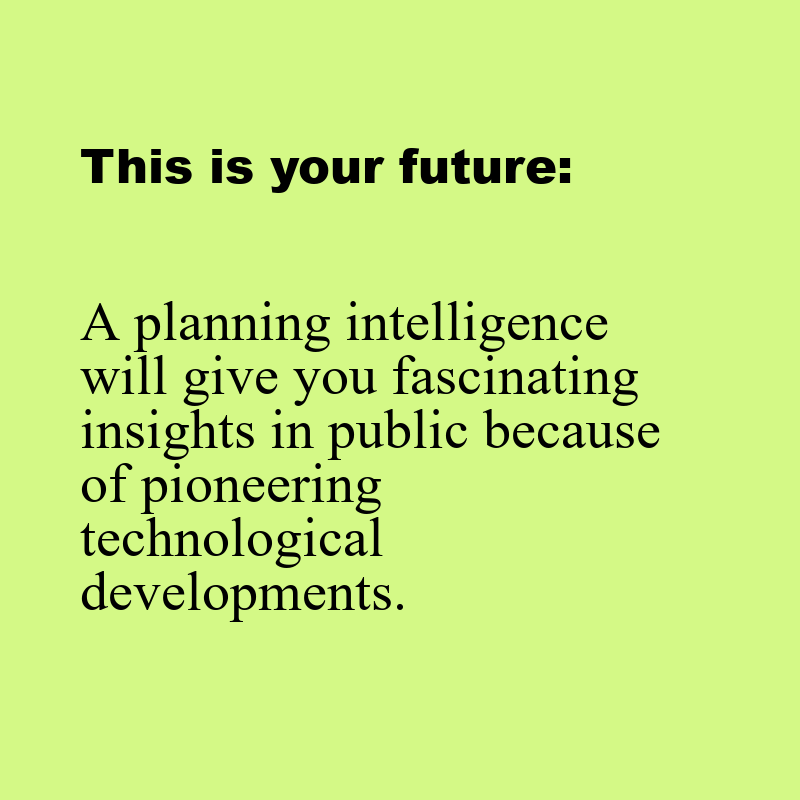 This is your future:
A planning intelligence
will give you fascinating
insights in public because
of pioneering
technological
developments.